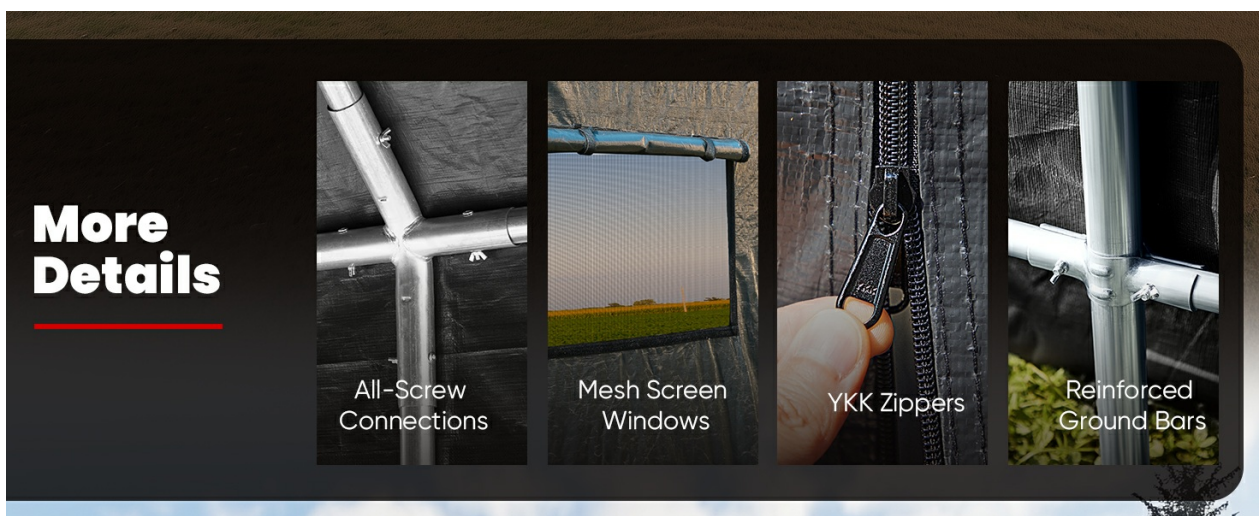 More
Details
All-Screw
Connections
Mesh Screen
Windows
YKK Zippers
Reinforced
Ground Bars